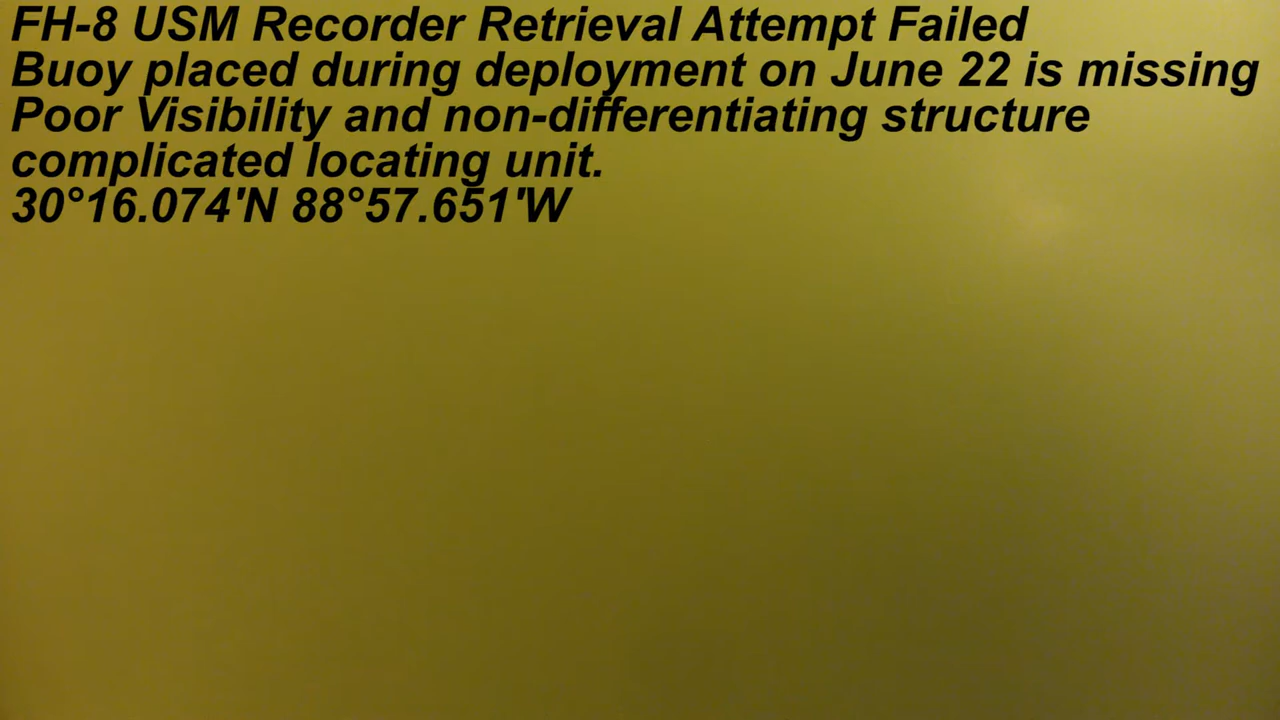 FH-8 USM Recorder Retrieval Attempt Failed
Buoy placed during deployment on June 22 is missing
Poor Visibility and non-differentiating structure
complicated locating unit.
30°16.074'N 88°57.651'W